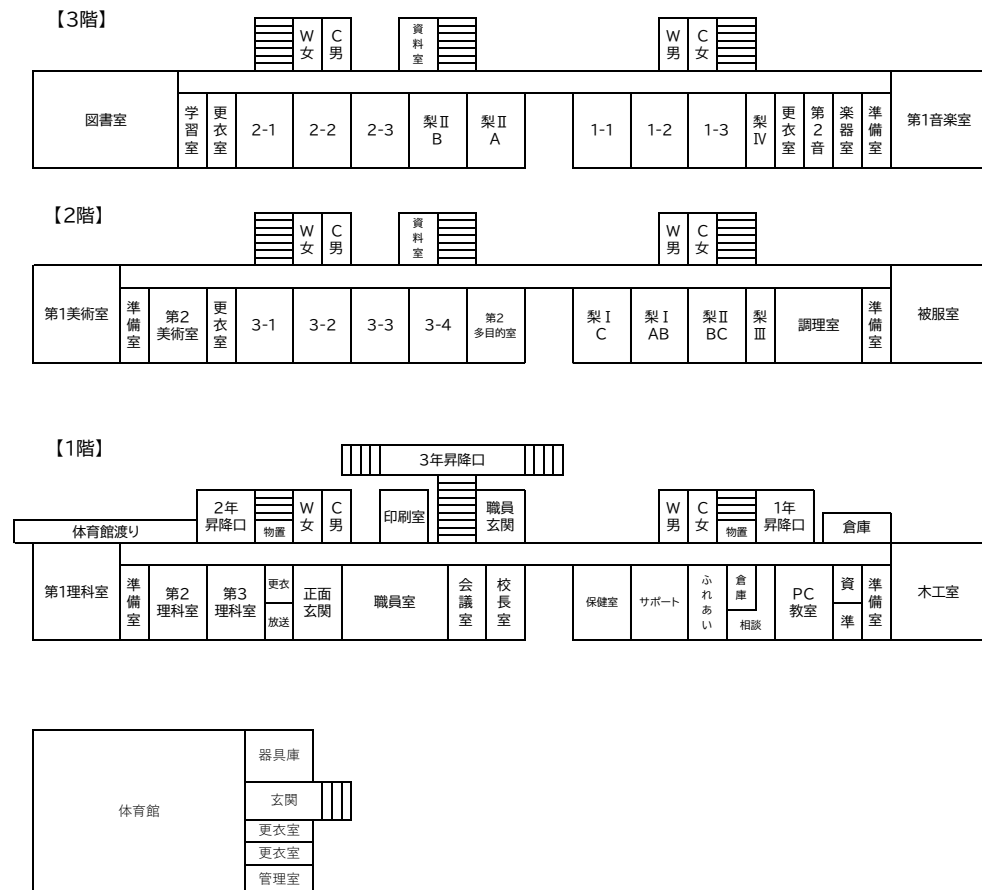 【3階】
W女
C男
資料室
W男
C女
図書室
学習室
更衣室
2-1
2-2
2-3
梨Ⅱ
B
梨Ⅱ
A
1-1
1-2
1-3
梨Ⅳ
更衣室
第2音
楽器室
準備室
第1音楽室
【2階】
W女
C男
資料室
W男
C女
第1美術室
準備室
第2
美術室
更衣室
3-1
3-2
3-3
3-4
第2
多目的室
梨Ⅰ
C
梨Ⅰ
AB
梨Ⅱ
BC
梨Ⅲ
調理室
準備室
被服室
【1階】
3年昇降口
体育館渡り
2年
昇降口
物置
W女
C男
印刷室
職員
玄関
W男
C女
物置
1年
昇降口
倉庫
第1理科室
準備室
第2
理科室
第3
理科室
更衣
放送
正面
玄関
職員室
会議室
校長室
保健室
サポート
ふれあい
倉庫
相談
PC
教室
資
準
準備室
木工室
体育館
器具庫
玄関
更衣室
更衣室
管理室